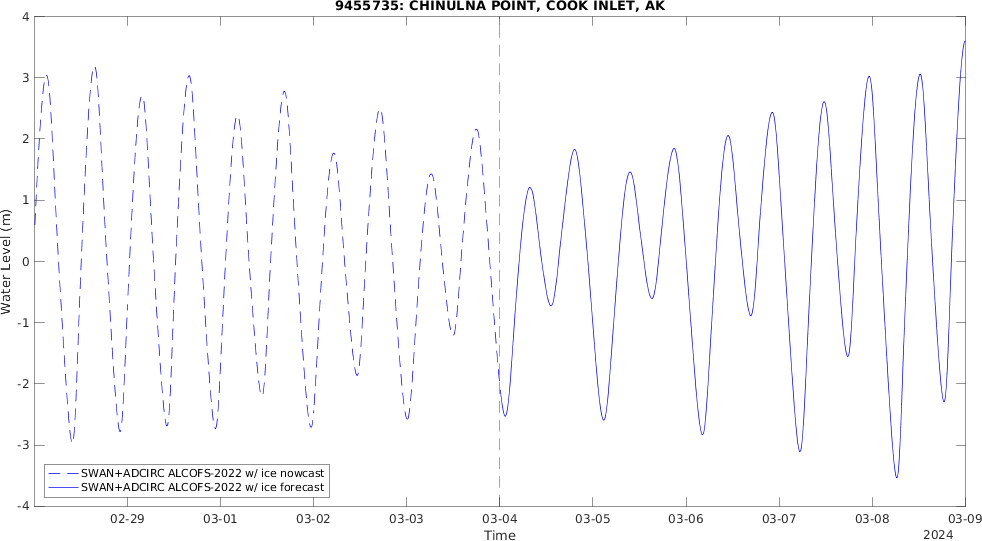 9455735: CHINULNA POINT, COOK INLET, AK
4
3
2
1
0
-1
-2
-3
-4
Water Level (m)
SWAN+ADCIRC ALCOFS-2022 w/ ice nowcast
SWAN+ADCIRC ALCOFS-2022 w/ ice forecast
02-29 03-01 03-02 03-03 03-04 03-05 03-06 03-07 03-08 03-09
Time
2024